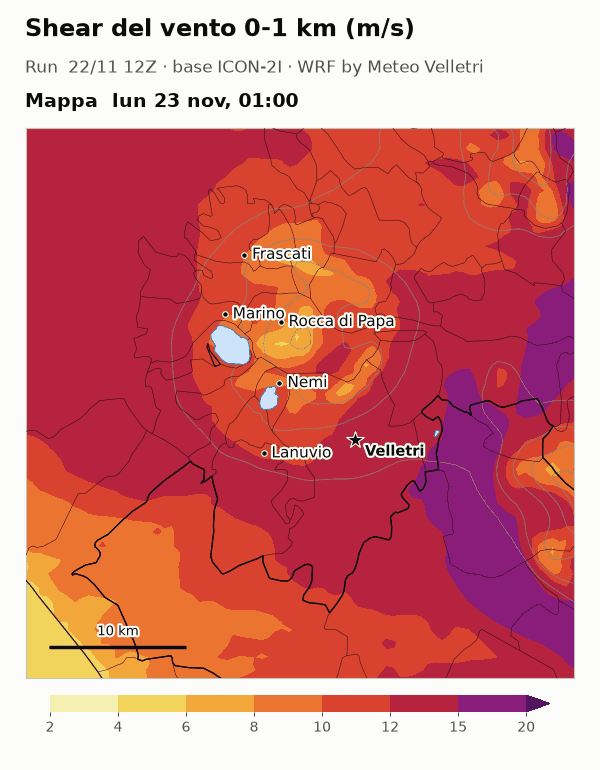 Shear del vento 0-1 km (m/s)
Run  22/11 12Z · base ICON-2I · WRF by Meteo Velletri
Mappa  lun 23 nov, 01:00
Frascati
Marino
Rocca di Papa
Nemi
Velletri
Lanuvio
10 km
2 4 6 8 10 12 15 20